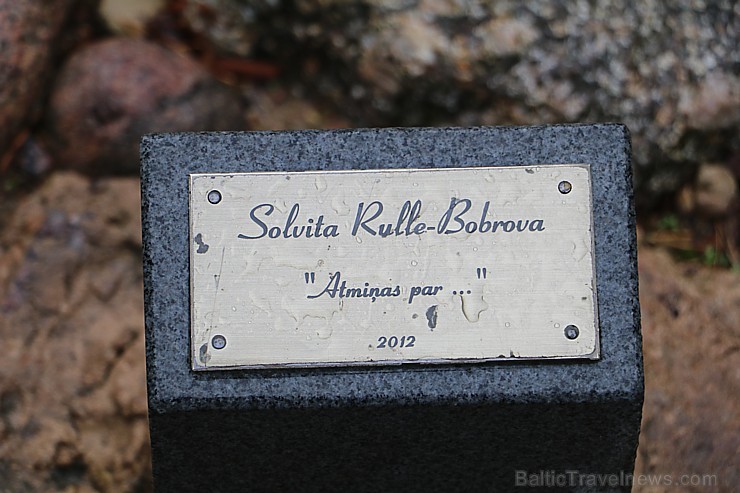 Solvita Rulle-Bobrova
"Atmiņas par ..."
2012
BalticTravelnews.com